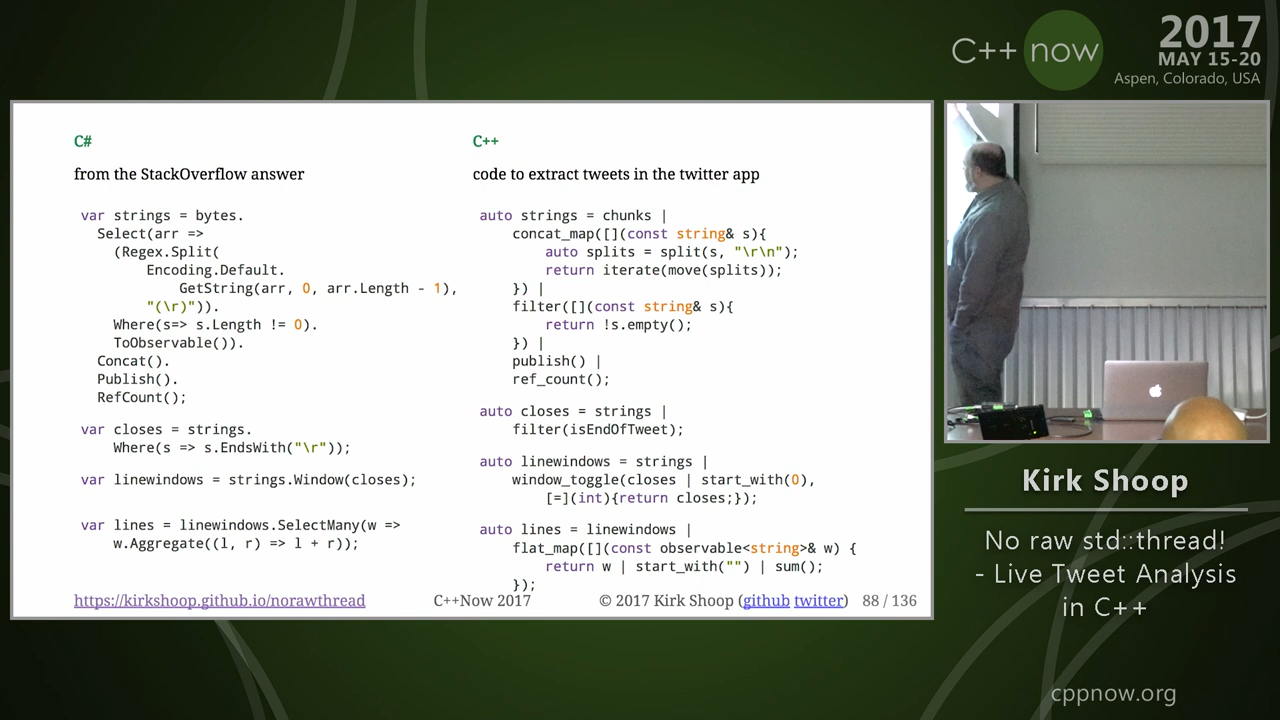 C++ now
2017
MAY 15-20
Aspen, Colorado, USA
C#
from the StackOverflow answer
var strings = bytes.
Select(arr =>
(Regex.Split(
Encoding.Default.
GetString(arr, 0, arr.Length - 1),
"(\r)")).
Where(s=> s.Length != 0).
ToObservable()).
Concat().
Publish().
RefCount();
var closes = strings.
Where(s => s.EndsWith("\r"));
var linewindows = strings.Window(closes);
var lines = linewindows.SelectMany(w =>
w.Aggregate((l, r) => l + r));
C++
code to extract tweets in the twitter app
auto strings = chunks |
concat_map([](const string& s){
auto splits = split(s, "\r\n");
return iterate(move(splits));
}) |
filter([](const string& s){
return !s.empty();
}) |
publish() |
ref_count();
auto closes = strings |
filter(isEndOfTweet);
auto linewindows = strings |
window_toggle(closes | start_with(0),
[=](int){return closes;});
auto lines = linewindows |
flat_map([](const observable<string>& w) {
return w | start_with("") | sum();
});
https://kirkshoop.github.io/norawthread
C++Now 2017
© 2017 Kirk Shoop (github twitter)
88 / 136
Kirk Shoop
No raw std::thread!
- Live Tweet Analysis
in C++
cppnow.org